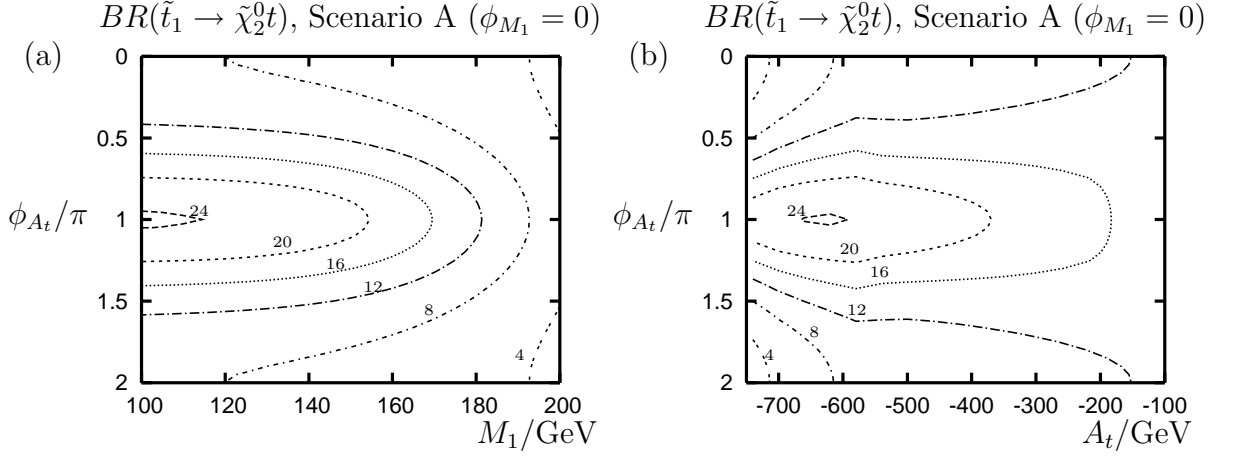 BR(t̃₁ → χ̃₂⁰t), Scenario A (ϕ_{M₁} = 0)
(a)
0
0.5
1
1.5
2
ϕ_{A_t}/π
24
20
16
12
8
4
100 120 140 160 180 200
M₁/GeV
BR(t̃₁ → χ̃₂⁰t), Scenario A (ϕ_{M₁} = 0)
(b)
0
0.5
1
1.5
2
ϕ_{A_t}/π
24
20
16
12
8
4
-700 -600 -500 -400 -300 -200 -100
A_t/GeV